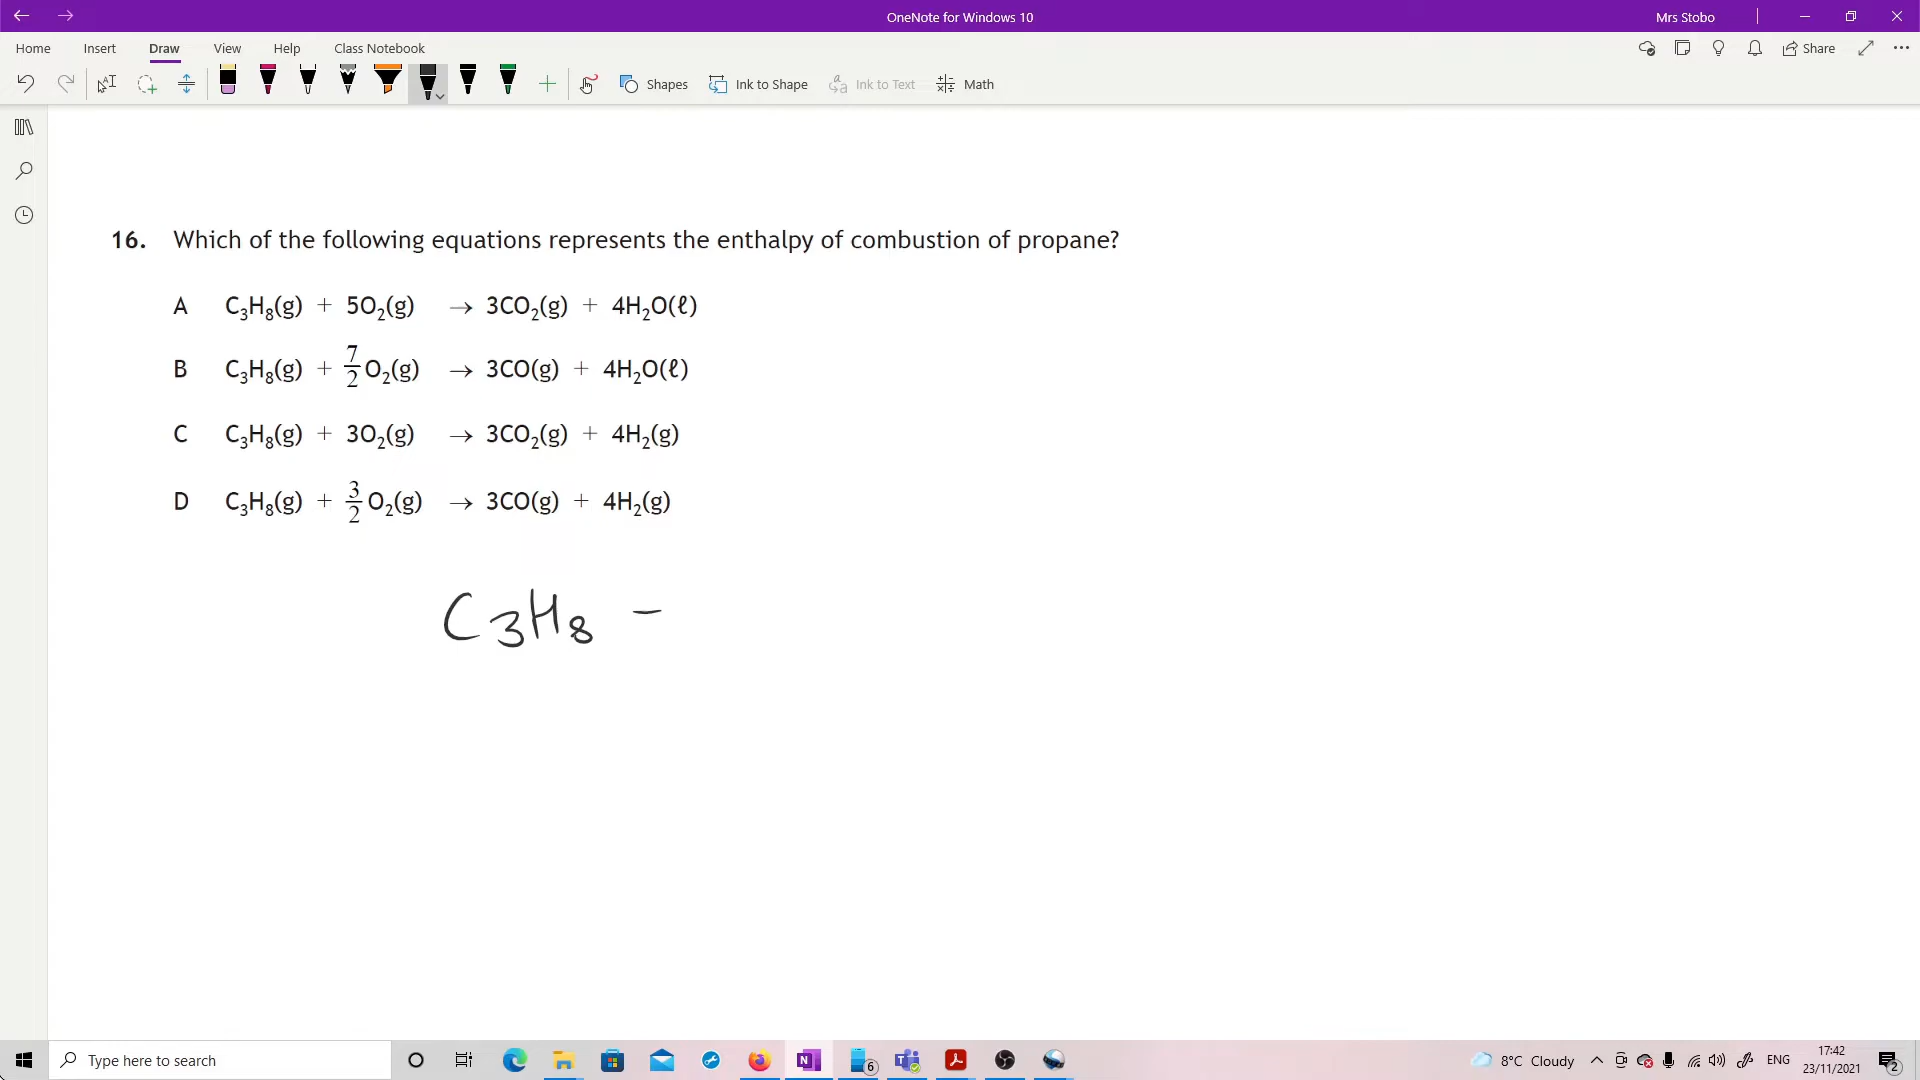 OneNote for Windows 10
Mrs Stobo
Home Insert Draw View Help Class Notebook
Share
Shapes Ink to Shape Ink to Text Math
16. Which of the following equations represents the enthalpy of combustion of propane?
A C₃H₈(g) + 5O₂(g) → 3CO₂(g) + 4H₂O(ℓ)
B C₃H₈(g) + 7/2 O₂(g) → 3CO(g) + 4H₂O(ℓ)
C C₃H₈(g) + 3O₂(g) → 3CO₂(g) + 4H₂(g)
D C₃H₈(g) + 3/2 O₂(g) → 3CO(g) + 4H₂(g)
C₃H₈ −
Type here to search
6
8°C Cloudy
ENG
17:42
23/11/2021
2